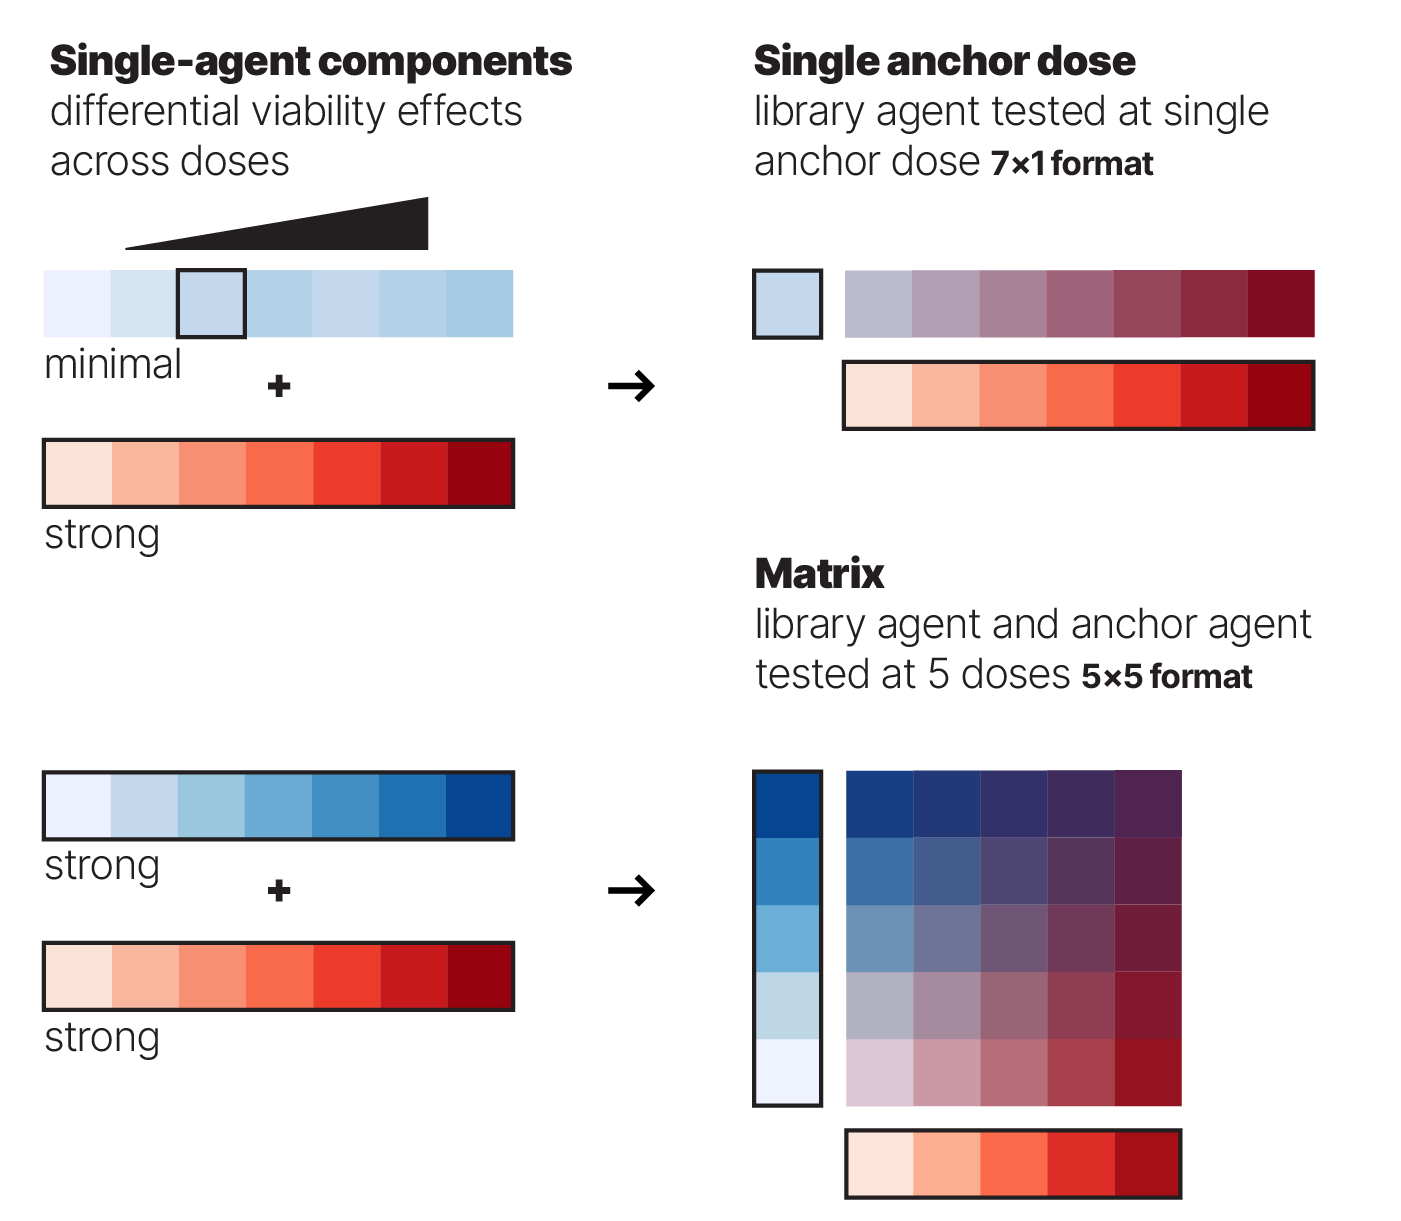 Single-agent components
differential viability effects
across doses
minimal
+
strong
Single anchor dose
library agent tested at single
anchor dose 7×1 format
Matrix
library agent and anchor agent
tested at 5 doses 5×5 format
strong
+
strong